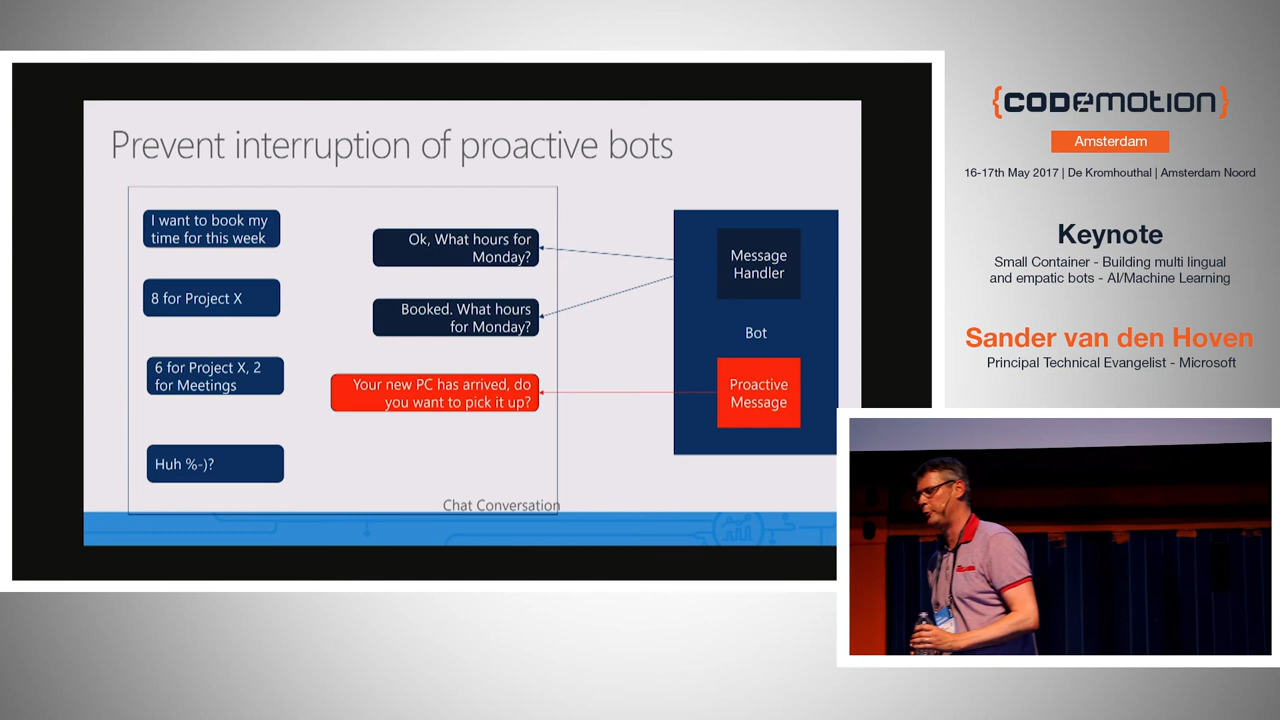 Prevent interruption of proactive bots
I want to book my
time for this week
Ok, What hours for
Monday?
8 for Project X
Booked. What hours
for Monday?
6 for Project X, 2
for Meetings
Your new PC has arrived, do
you want to pick it up?
Huh %-)?
Chat Conversation
Message
Handler
Bot
Proactive
Message
{CODEMOTION}
Amsterdam
16-17th May 2017 | De Kromhouthal | Amsterdam Noord
Keynote
Small Container - Building multi lingual
and empatic bots - AI/Machine Learning
Sander van den Hoven
Principal Technical Evangelist - Microsoft